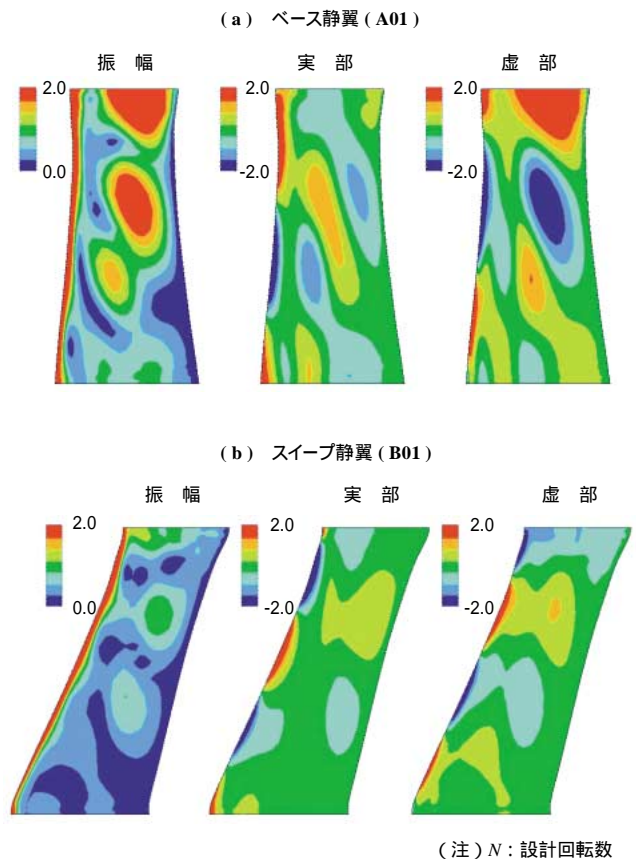 ( a ) ベース静翼 ( A01 )
振 幅 実 部 虚 部
2.0 2.0 2.0
0.0 -2.0 -2.0
( b ) スイープ静翼 ( B01 )
振 幅 実 部 虚 部
2.0 2.0 2.0
0.0 -2.0 -2.0
( 注 ) N : 設計回転数